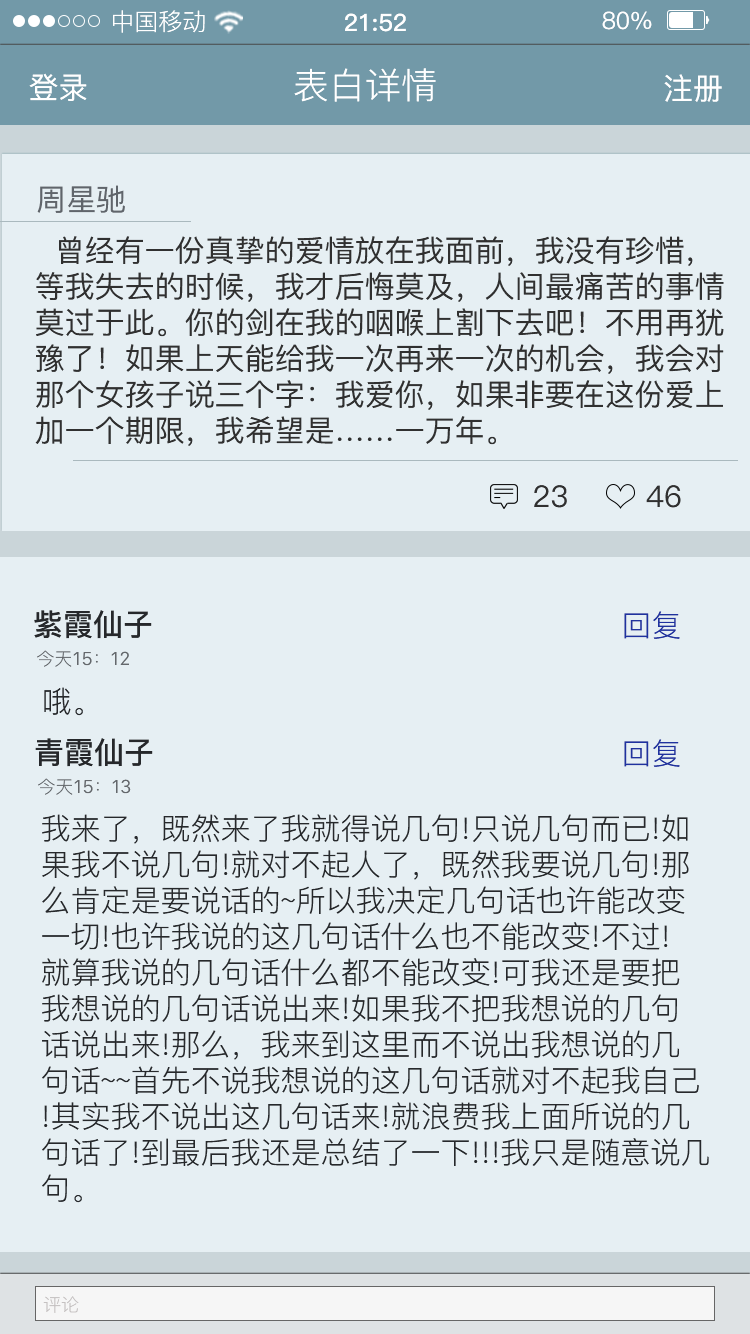 中国移动 21:52 80%
登录 表白详情 注册
周星驰
曾经有一份真挚的爱情放在我面前，我没有珍惜，
等我失去的时候，我才后悔莫及，人间最痛苦的事情
莫过于此。你的剑在我的咽喉上割下去吧！不用再犹
豫了！如果上天能给我一次再来一次的机会，我会对
那个女孩子说三个字：我爱你，如果非要在这份爱上
加一个期限，我希望是……一万年。
23 46
紫霞仙子 回复
今天15：12
哦。
青霞仙子 回复
今天15：13
我来了，既然来了我就得说几句!只说几句而已!如
果我不说几句!就对不起人了，既然我要说几句!那
么肯定是要说话的~所以我决定几句话也许能改变
一切!也许我说的这几句话什么也不能改变!不过!
就算我说的几句话什么都不能改变!可我还是要把
我想说的几句话说出来!如果我不把我想说的几句
话说出来!那么，我来到这里而不说出我想说的几
句话~~首先不说我想说的这几句话就对不起我自己
!其实我不说出这几句话来!就浪费我上面所说的几
句话了!到最后我还是总结了一下!!!我只是随意说几
句。
评论